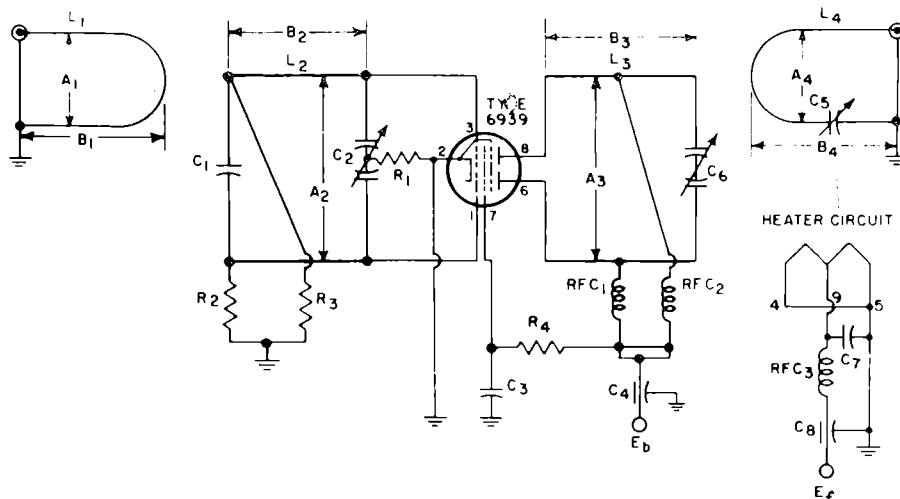 L1
A1
B1
B2
L2
C1
A2
C2
R1
R2
R3
TYPE
6939
3
2
1
7
8
6
B3
L3
A3
C6
RFC1
RFC2
R4
C3
C4
Eb
L4
A4
C5
B4
HEATER CIRCUIT
4
9
5
C7
RFC3
C8
Ef